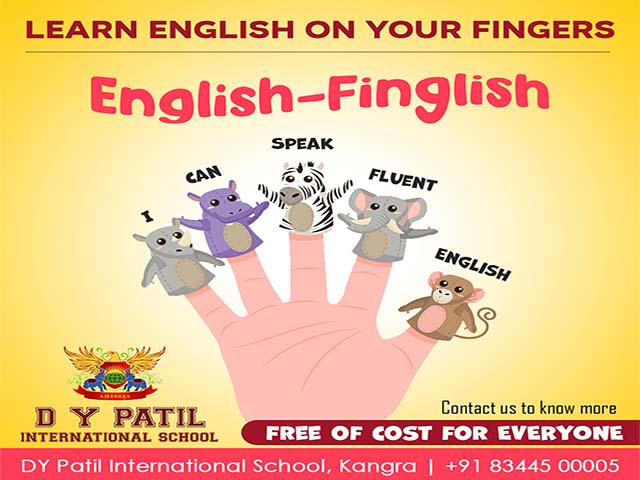 LEARN ENGLISH ON YOUR FINGERS
English-Finglish
I
CAN
SPEAK
FLUENT
ENGLISH
D Y PATIL
INTERNATIONAL SCHOOL
Contact us to know more
FREE OF COST FOR EVERYONE
DY Patil International School, Kangra | +91 83445 00005